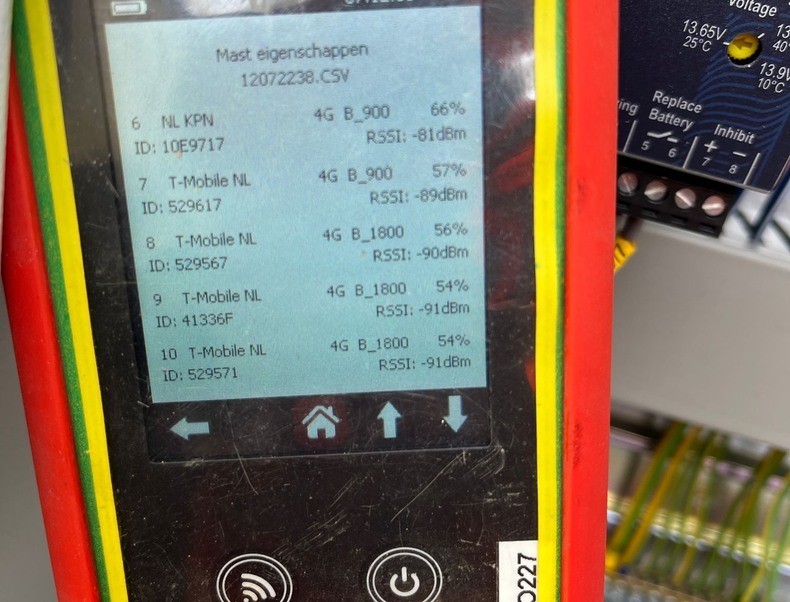 Mast eigenschappen
12072238.CSV
6 NL KPN 4G B_900 66%
ID: 10E9717 RSSI: -81dBm
7 T-Mobile NL 4G B_900 57%
ID: 529617 RSSI: -89dBm
8 T-Mobile NL 4G B_1800 56%
ID: 529567 RSSI: -90dBm
9 T-Mobile NL 4G B_1800 54%
ID: 41336F RSSI: -91dBm
10 T-Mobile NL 4G B_1800 54%
ID: 529571 RSSI: -91dBm
Voltage
13.65V
25°C
40°
13.9V
10°C
Replace
Battery
Inhibit
5 6
+ -
7 8